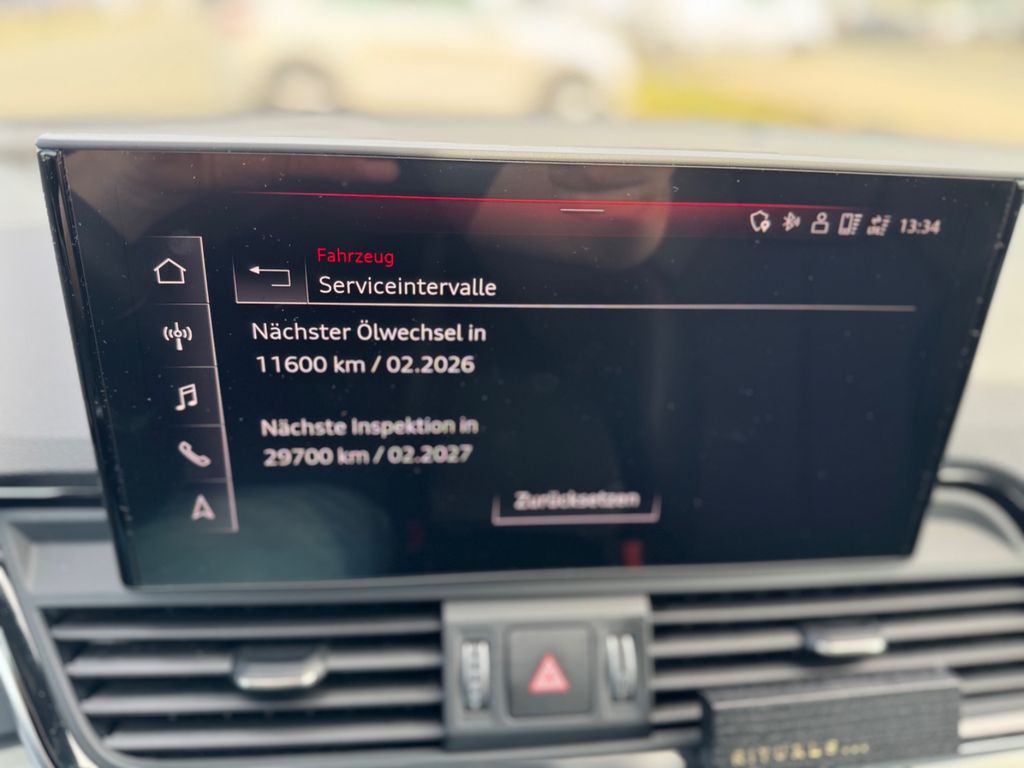 13:34
Fahrzeug
Serviceintervalle
Nächster Ölwechsel in
11600 km / 02.2026
Nächste Inspektion in
29700 km / 02.2027
Zurücksetzen
RITUALS...